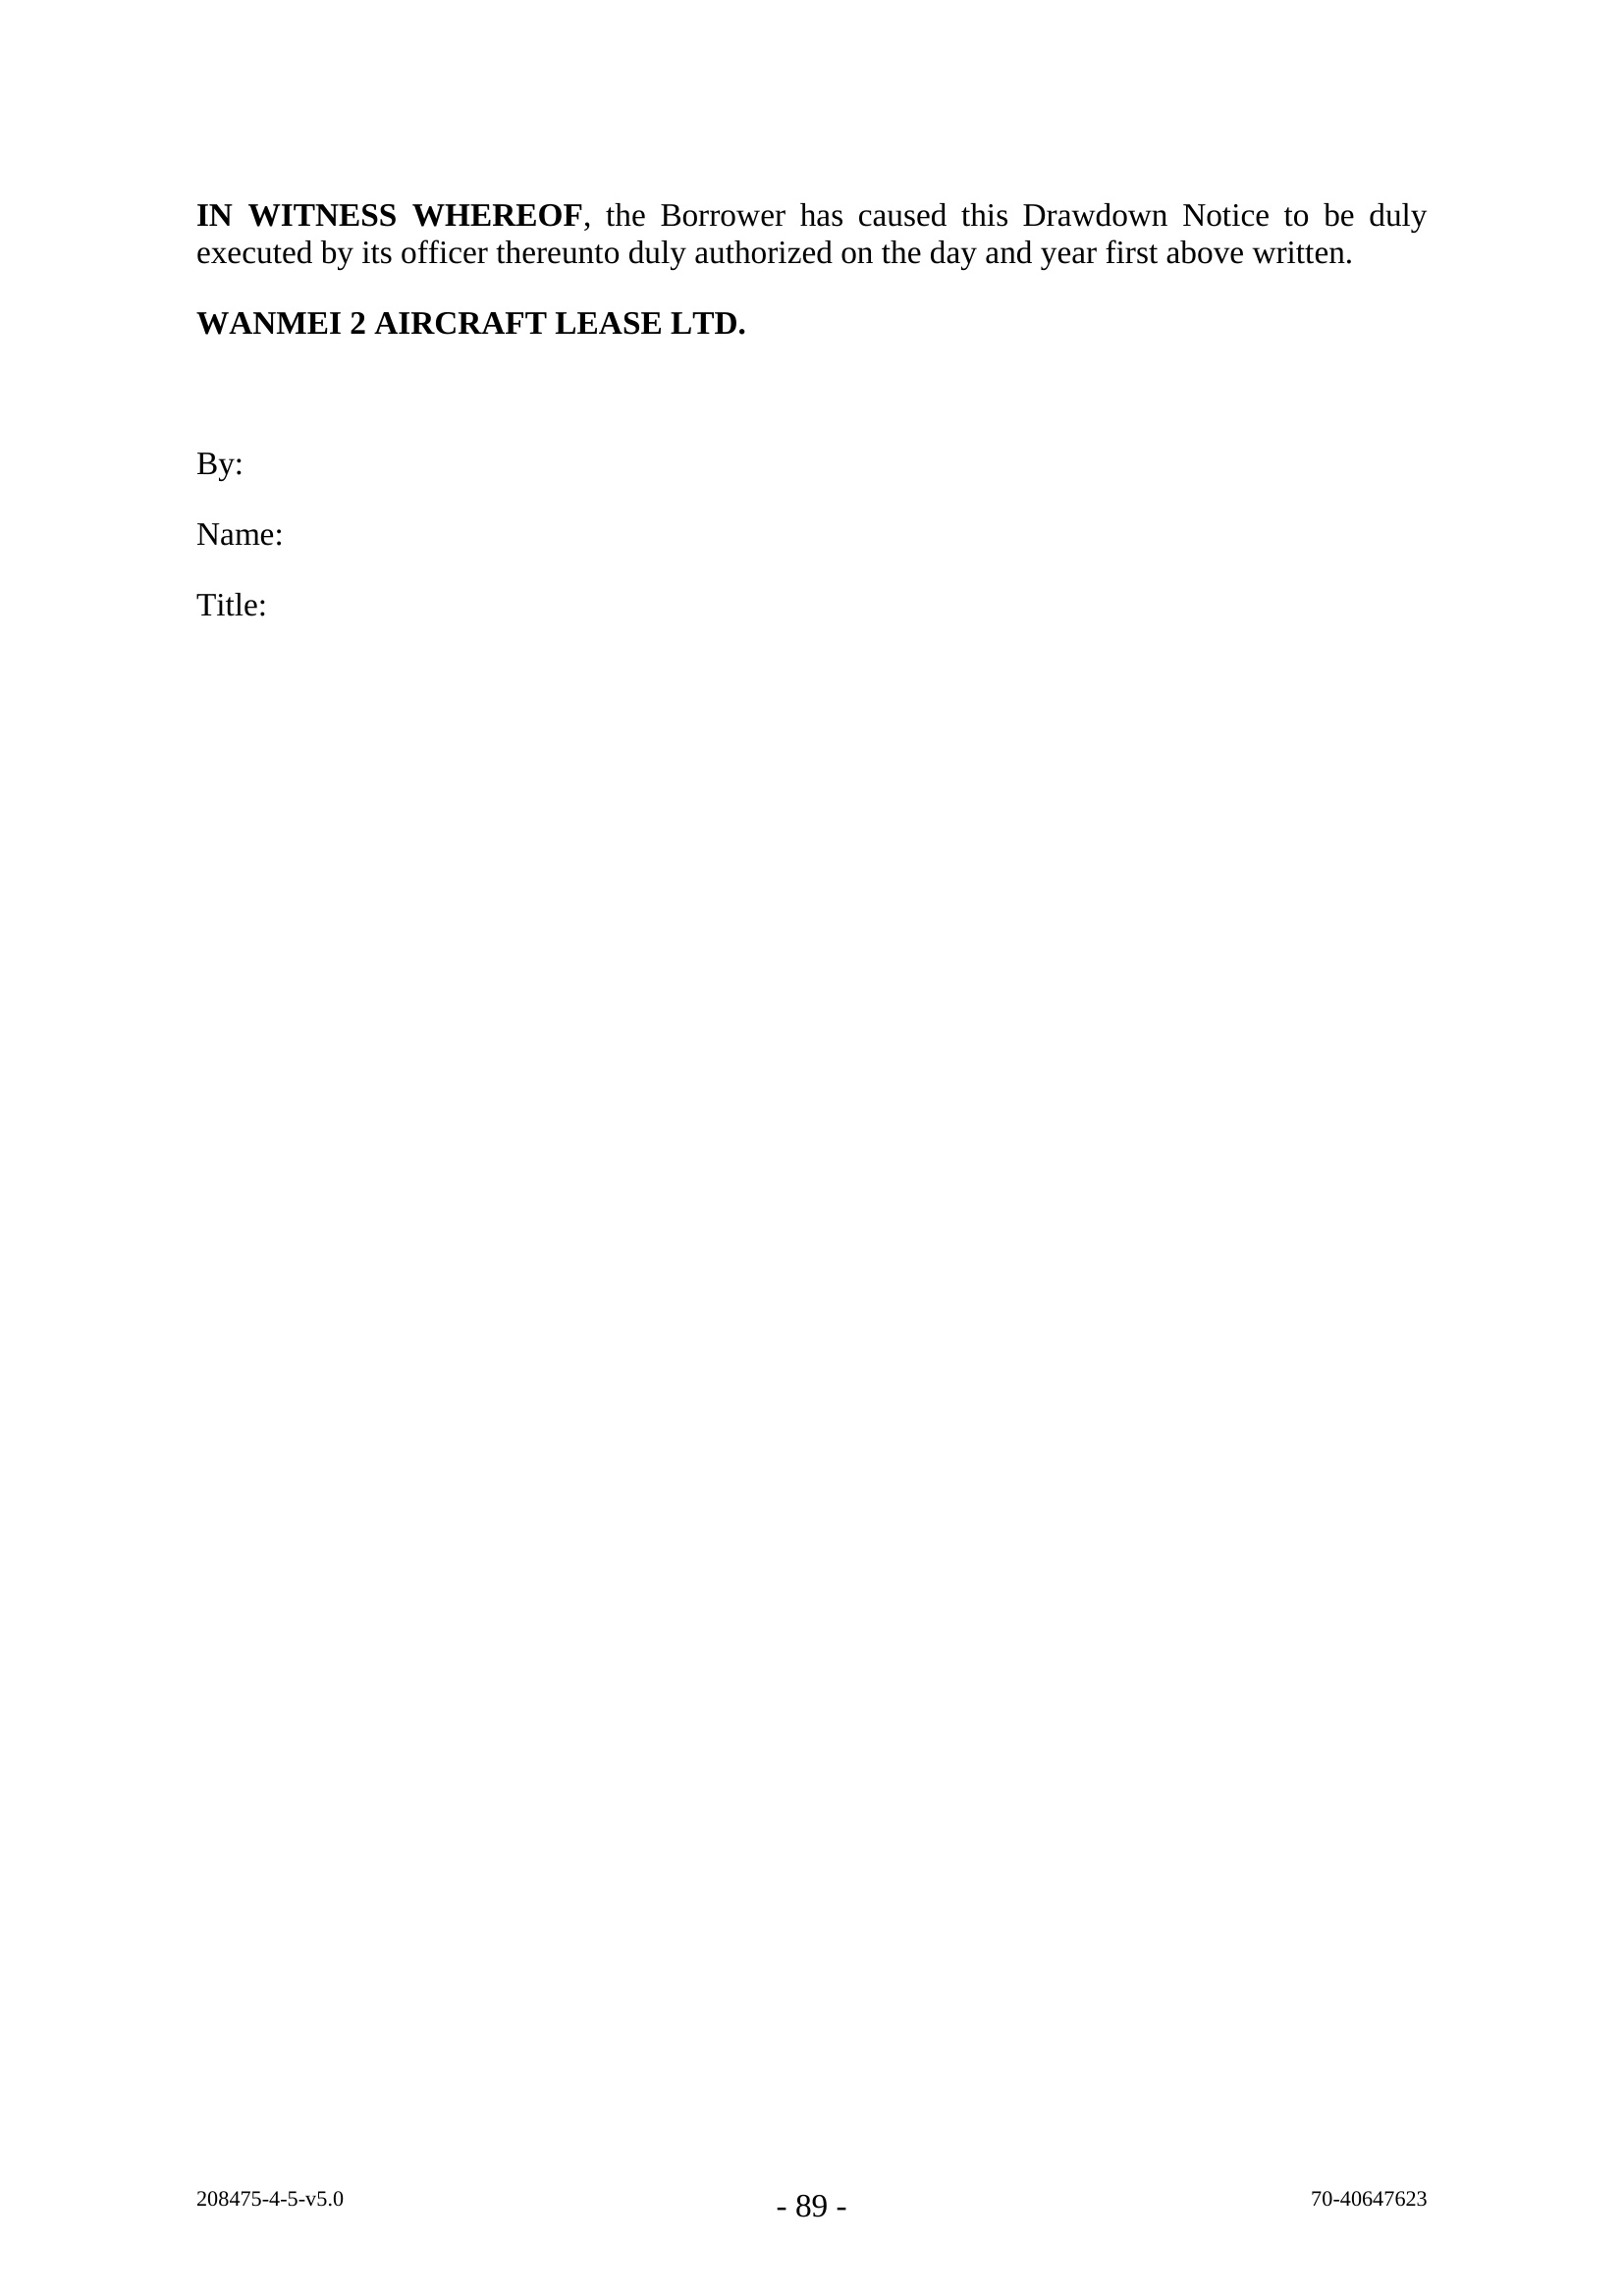 IN WITNESS WHEREOF, the Borrower has caused this Drawdown Notice to be duly
executed by its officer thereunto duly authorized on the day and year first above written.
WANMEI 2 AIRCRAFT LEASE LTD.
By:
Name:
Title:
208475-4-5-v5.0
- 89 -
70-40647623